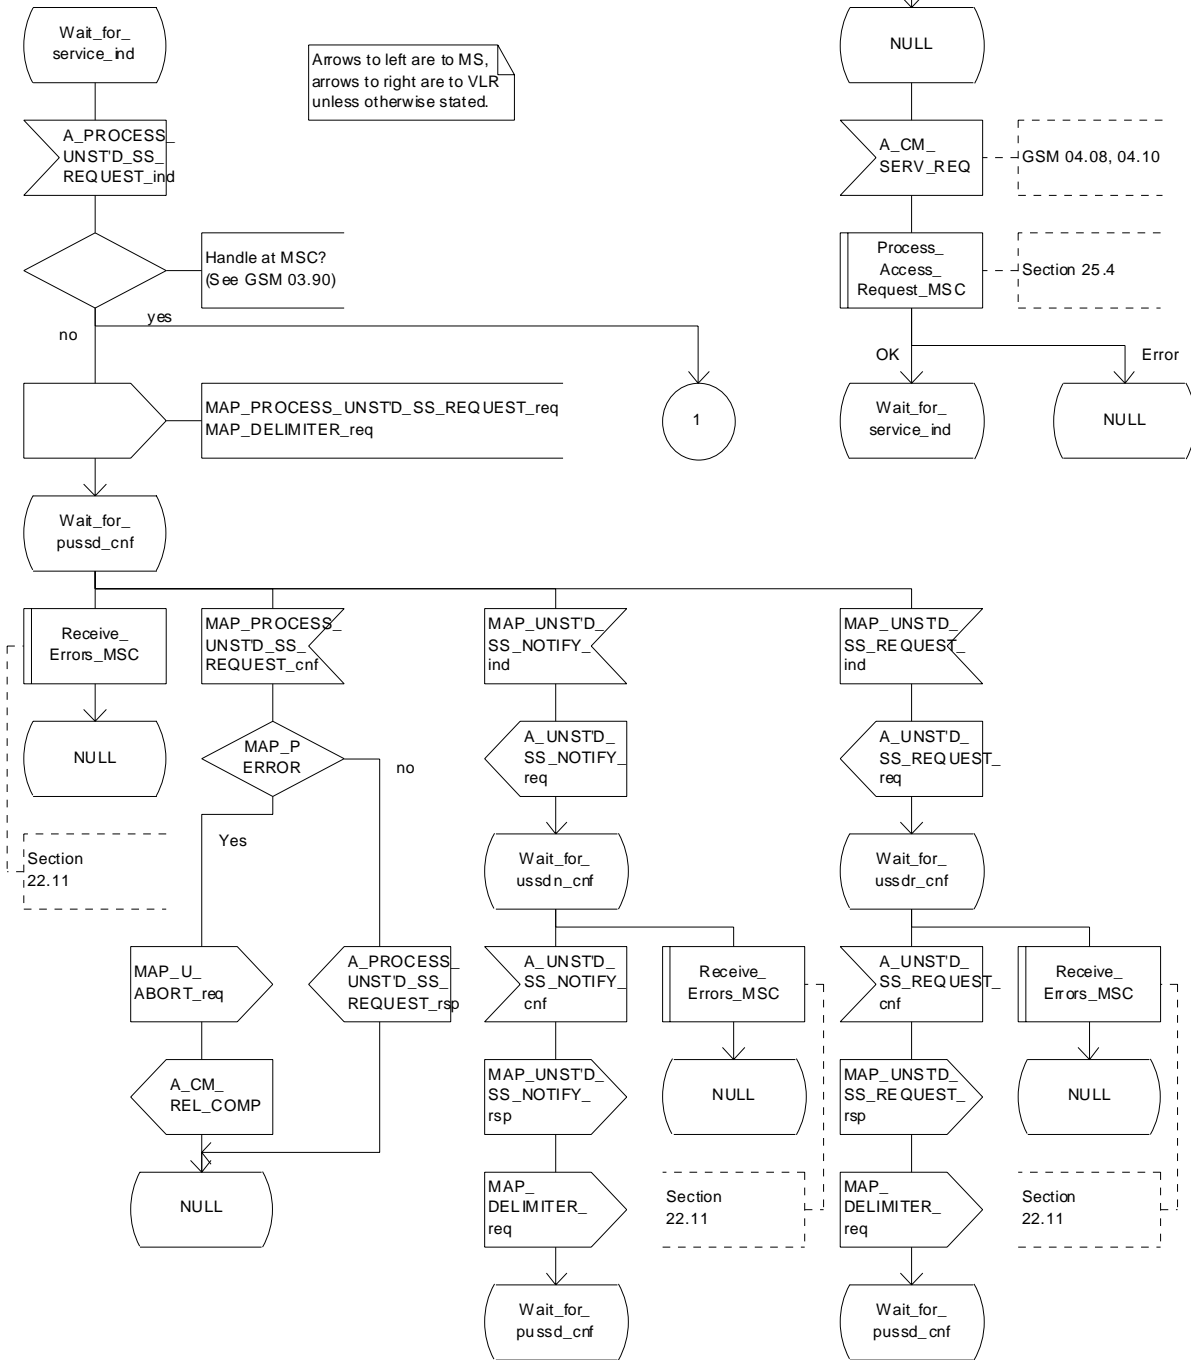 Wait_for_
service_ind
Arrows to left are to MS,
arrows to right are to VLR
unless otherwise stated.
NULL
A_PROCESS_
UNST'D_SS_
REQUEST_ind
A_CM_
SERV_REQ
GSM 04.08, 04.10
Handle at MSC?
(See GSM 03.90)
Process_
Access_
Request_MSC
Section 25.4
no
yes
OK
Error
MAP_PROCESS_UNST'D_SS_REQUEST_req
MAP_DELIMITER_req
1
Wait_for_
service_ind
NULL
Wait_for_
pussd_cnf
Receive_
Errors_MSC
MAP_PROCESS_
UNST'D_SS_
REQUEST_cnf
MAP_UNST'D_
SS_NOTIFY_
ind
MAP_UNST'D_
SS_REQUEST_
ind
NULL
MAP_P
ERROR
no
A_UNST'D_
SS_NOTIFY_
req
A_UNST'D_
SS_REQUEST_
req
Yes
Section
22.11
Wait_for_
ussdn_cnf
Wait_for_
ussdr_cnf
MAP_U_
ABORT_req
A_PROCESS_
UNST'D_SS_
REQUEST_rsp
A_UNST'D_
SS_NOTIFY_
cnf
Receive_
Errors_MSC
A_UNST'D_
SS_REQUEST_
cnf
Receive_
Errors_MSC
A_CM_
REL_COMP
MAP_UNST'D_
SS_NOTIFY_
rsp
NULL
MAP_UNST'D_
SS_REQUEST_
rsp
NULL
NULL
MAP_
DELIMITER_
req
Section
22.11
MAP_
DELIMITER_
req
Section
22.11
Wait_for_
pussd_cnf
Wait_for_
pussd_cnf